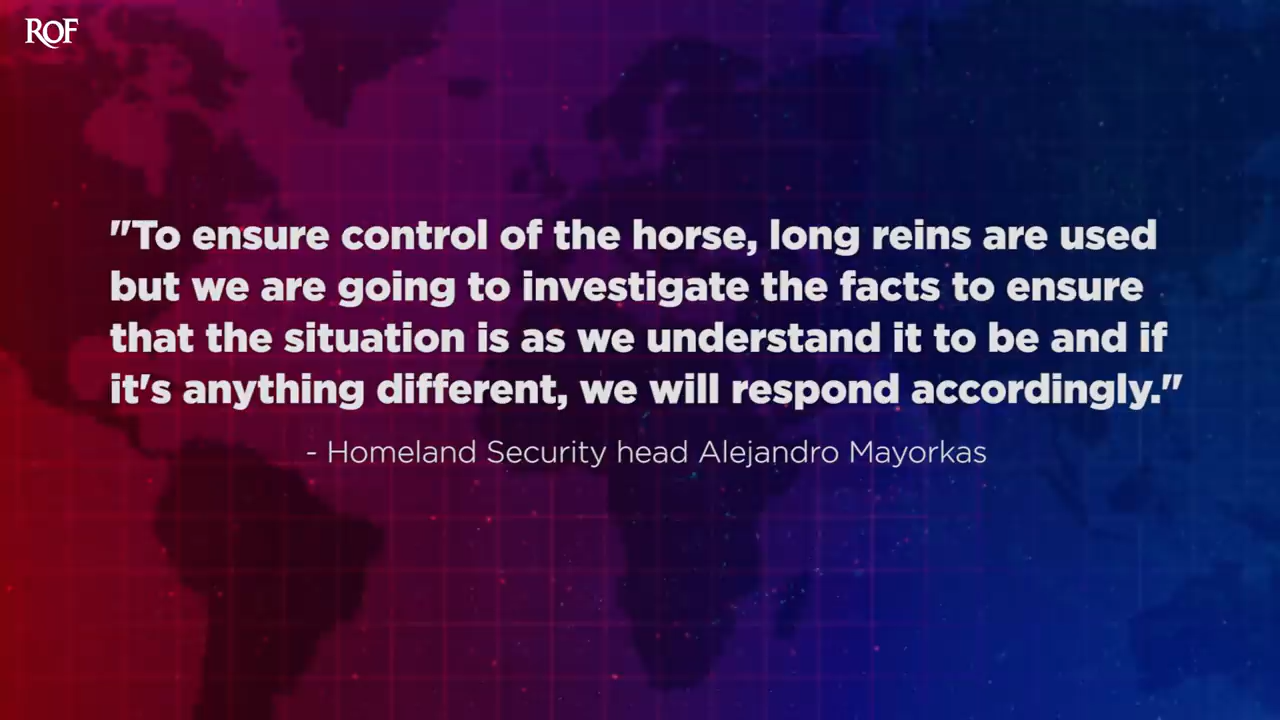 ROF
"To ensure control of the horse, long reins are used
but we are going to investigate the facts to ensure
that the situation is as we understand it to be and if
it's anything different, we will respond accordingly."
- Homeland Security head Alejandro Mayorkas